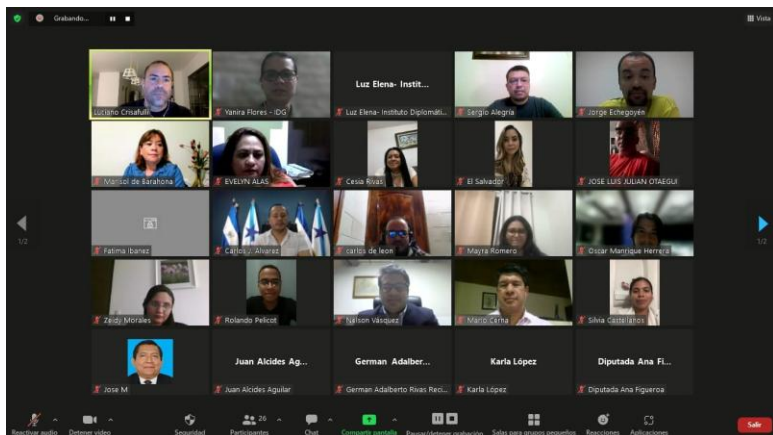 Grabando...
Vista
Luciano Crisafulli
Yanira Flores - IDG
Luz Elena- Instit...
Luz Elena- Instituto Diplomáti...
Sergio Alegría
Jorge Echegoyén
Marisol de Barahona
EVELYN ALAS
Cesia Rivas
El Salvador
JOSE LUIS JULIAN OTAEGUI
1/2
1/2
Fatima Ibanez
Carlos J. Alvarez
carlos de leon
Mayra Romero
Oscar Manrique Herrera
Zeidy Morales
Rolando Pelicot
Nelson Vásquez
Mario Cerna
Silvia Castellanos
Jose M
Juan Alcides Ag...
Juan Alcides Aguilar
German Adalber...
German Adalberto Rivas Reci...
Karla López
Karla López
Diputada Ana Fi...
Diputada Ana Figueroa
Reactivar audio
Detener video
Seguridad
26
Participantes
Chat
Compartir pantalla
Pausar/detener grabación
Salas para grupos pequeños
Reacciones
Aplicaciones
Salir